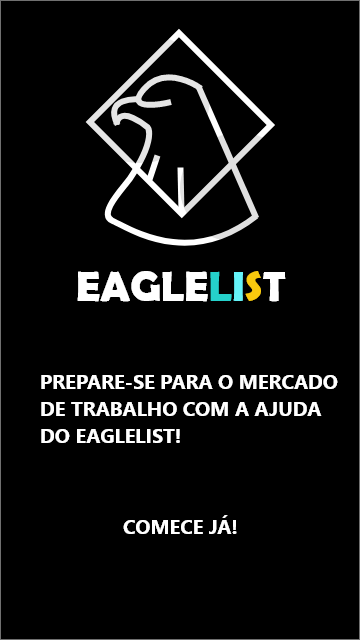 EAGLELIST
PREPARE-SE PARA O MERCADO
DE TRABALHO COM A AJUDA
DO EAGLELIST!
COMECE JÁ!